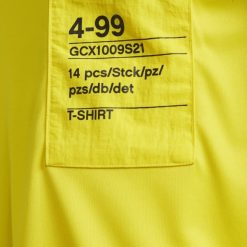 4-99
GCX1009S21
14 pcs/Stck/pz/
pzs/db/det
T-SHIRT